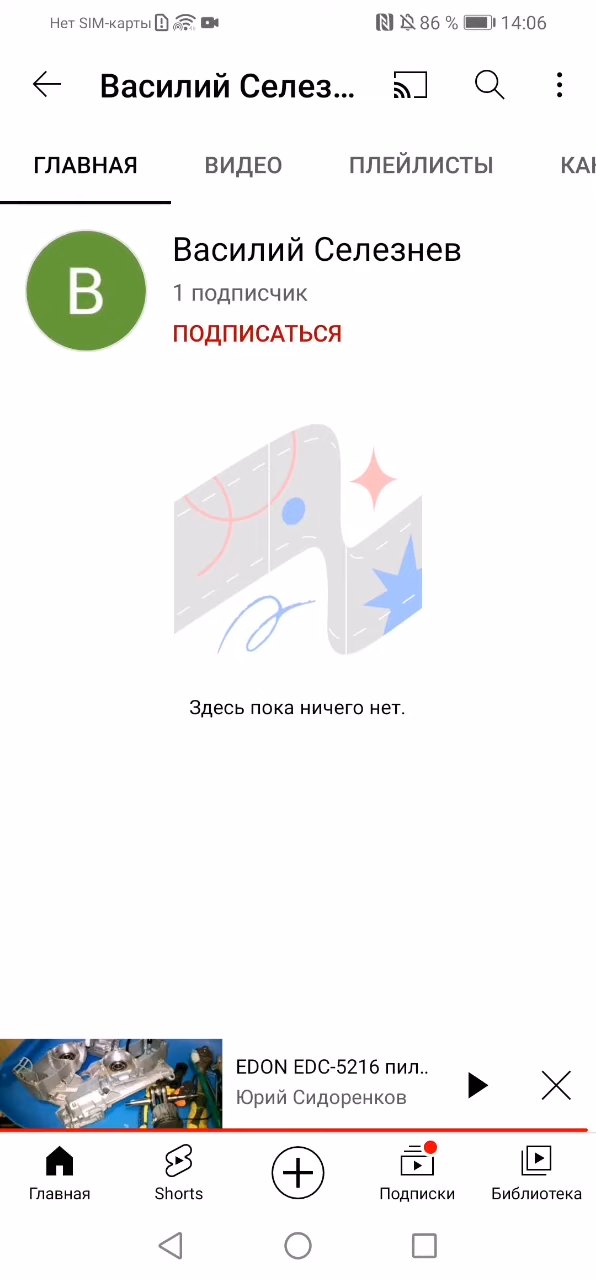 Нет SIM-карты 86 % 14:06
Василий Селез...
ГЛАВНАЯ ВИДЕО ПЛЕЙЛИСТЫ КАН
В
Василий Селезнев
1 подписчик
ПОДПИСАТЬСЯ
Здесь пока ничего нет.
EDON EDC-5216 пил..
Юрий Сидоренков
Главная Shorts Подписки Библиотека